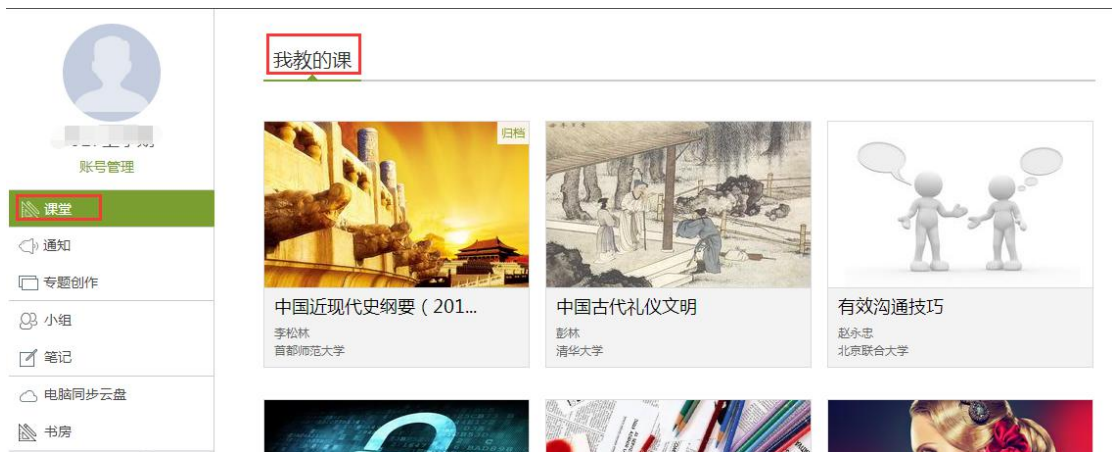 账号管理
课堂
通知
专题创作
小组
笔记
电脑同步云盘
书房
我教的课
归档
中国近现代史纲要（201...
李松林
首都师范大学
中国古代礼仪文明
彭林
清华大学
有效沟通技巧
赵永忠
北京联合大学